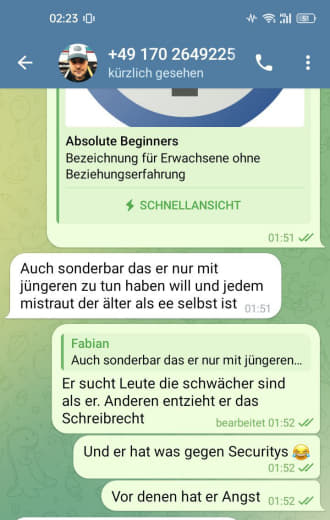 02:23
+49 170 2649225
kürzlich gesehen
Absolute Beginners
Bezeichnung für Erwachsene ohne
Beziehungserfahrung
SCHNELLANSICHT
01:51
Auch sonderbar das er nur mit
jüngeren zu tun haben will und jedem
mistraut der älter als ee selbst ist 01:51
Fabian
Auch sonderbar das er nur mit jüngeren...
Er sucht Leute die schwächer sind
als er. Anderen entzieht er das
Schreibrecht bearbeitet 01:52
Und er hat was gegen Securitys 😂
01:52
Vor denen hat er Angst 01:52